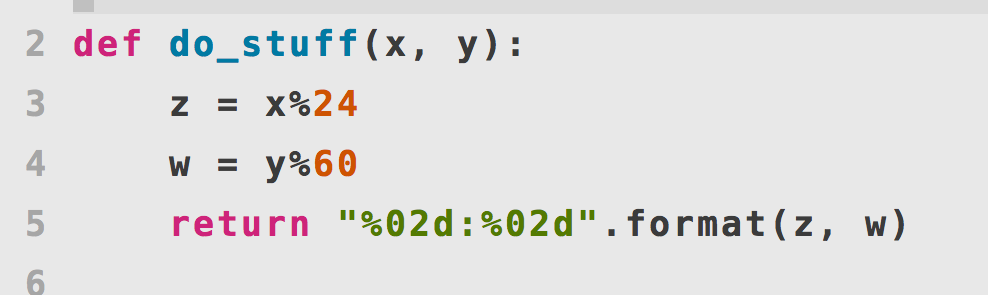 2 def do_stuff(x, y):
3     z = x%24
4     w = y%60
5     return "%02d:%02d".format(z, w)
6